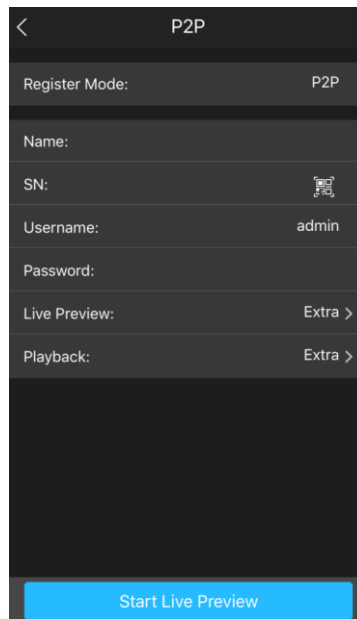 P2P
Register Mode: P2P
Name:
SN:
Username: admin
Password:
Live Preview: Extra >
Playback: Extra >
Start Live Preview